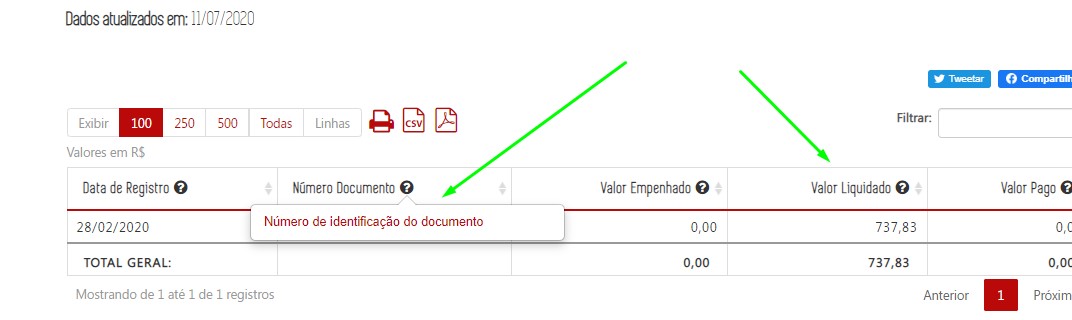 Dados atualizados em: 11/07/2020
Tweetar Compartilh
Exibir 100 250 500 Todas Linhas CSV Filtrar:
Valores em R$
Data de Registro ? Número Documento ? Valor Empenhado ? Valor Liquidado ? Valor Pago ?
Número de identificação do documento
28/02/2020 0,00 737,83 0,0
TOTAL GERAL: 0,00 737,83 0,00
Mostrando de 1 até 1 de 1 registros Anterior 1 Próxim